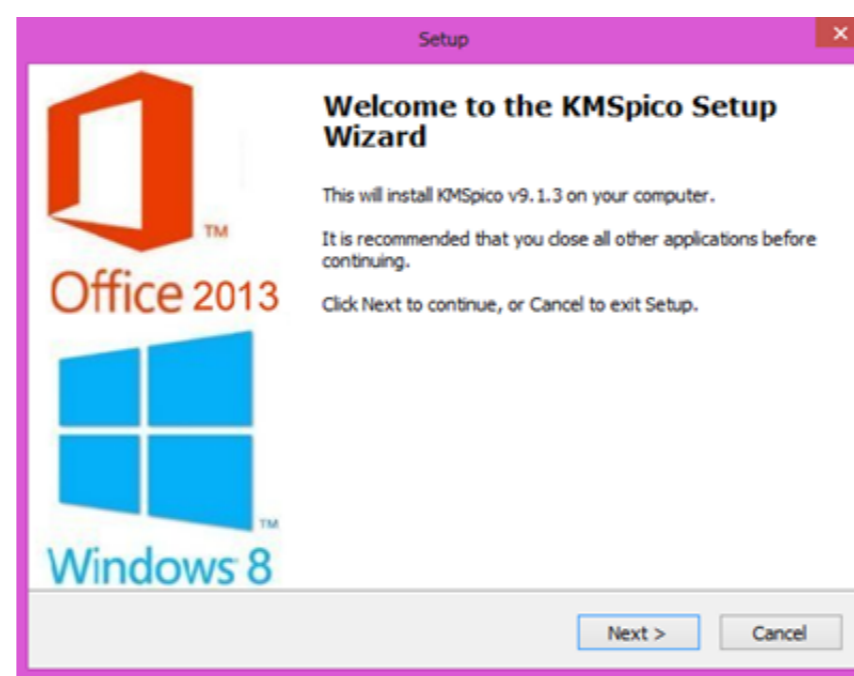 Setup
Welcome to the KMSpico Setup
Wizard
This will install KMSpico v9.1.3 on your computer.
It is recommended that you close all other applications before
continuing.
Click Next to continue, or Cancel to exit Setup.
TM
Office 2013
TM
Windows 8
Next >
Cancel